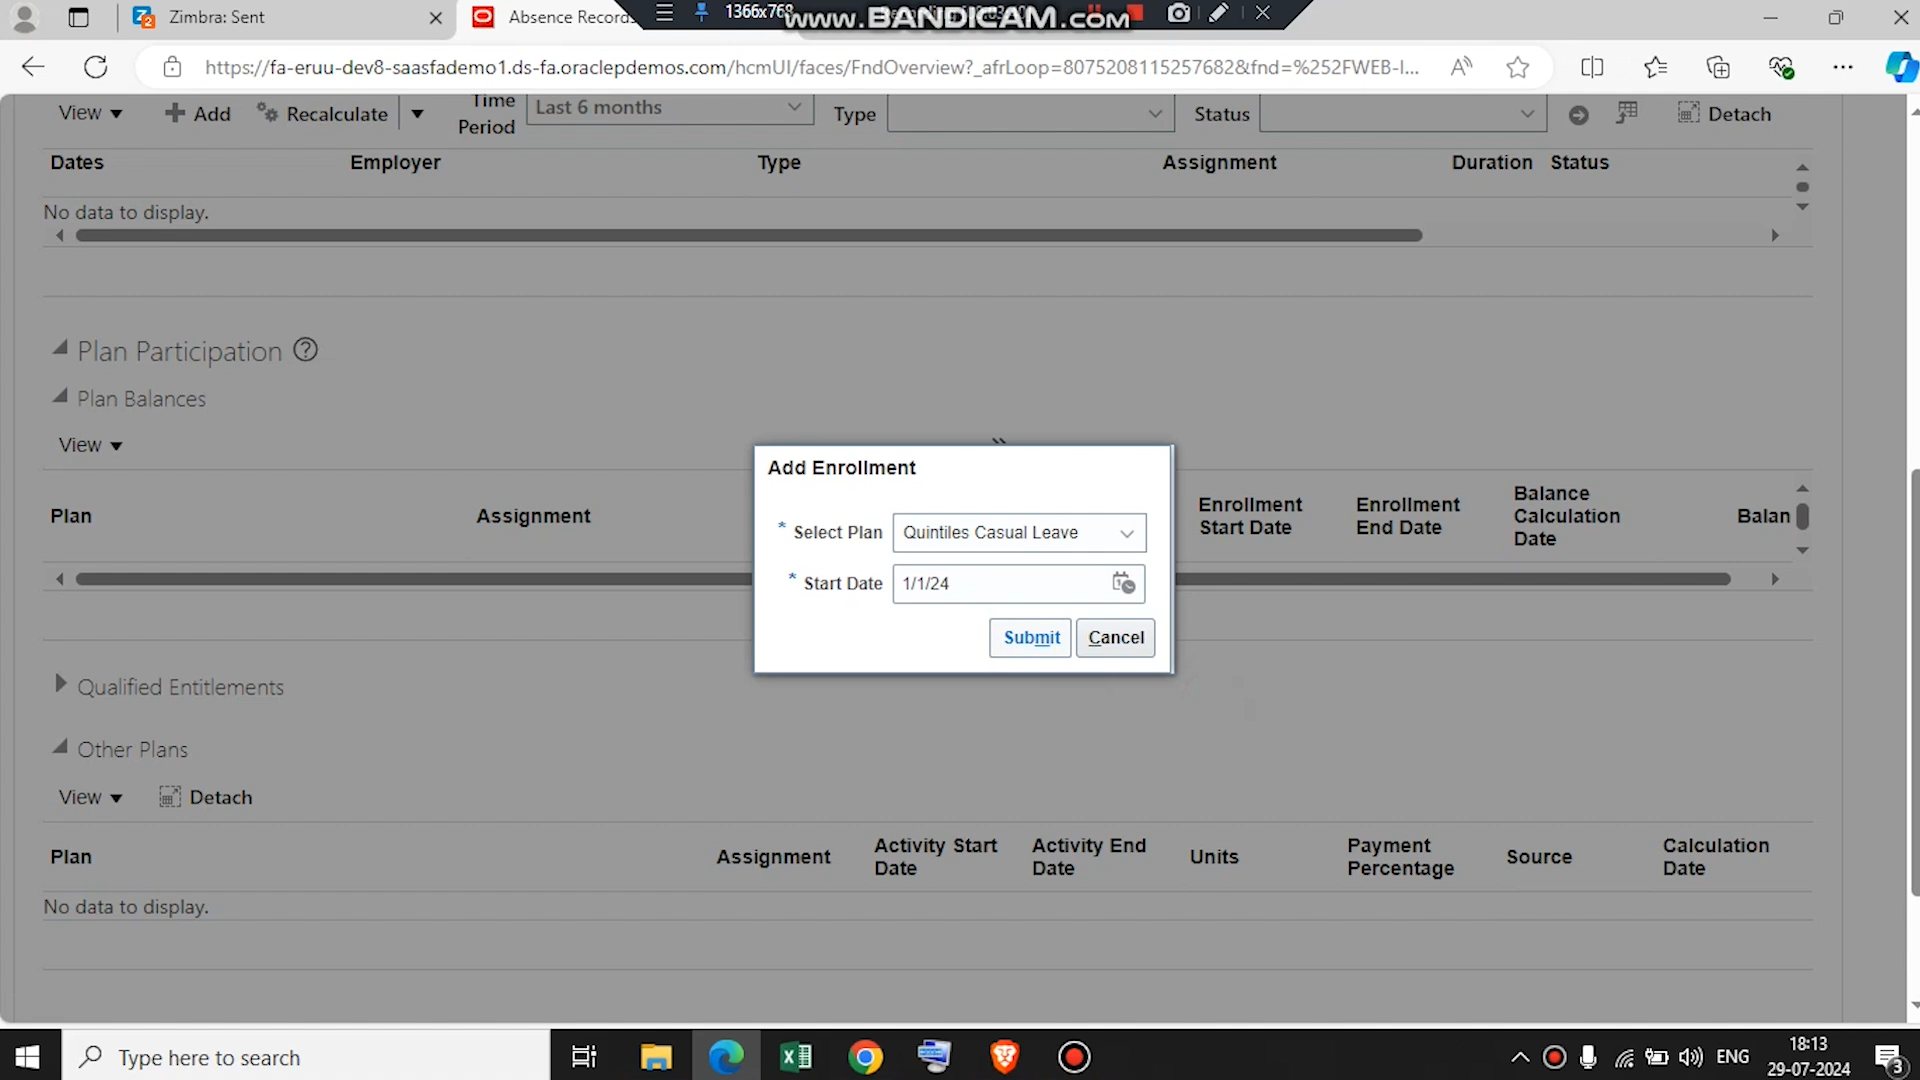 Zimbra: Sent
Absence Records
1366x768
www.BANDICAM.com
https://fa-eruu-dev8-saasfademo1.ds-fa.oraclepdemos.com/hcmUI/faces/FndOverview?_afrLoop=8075208115257682&fnd=%252FWEB-I...
View
Add
Recalculate
Time Period
Last 6 months
Type
Status
Detach
Dates
Employer
Type
Assignment
Duration
Status
No data to display.
Plan Participation
Plan Balances
View
Plan
Assignment
Enrollment Start Date
Enrollment End Date
Balance Calculation Date
Balan
Add Enrollment
* Select Plan
Quintiles Casual Leave
* Start Date
1/1/24
Submit
Cancel
Qualified Entitlements
Other Plans
View
Detach
Plan
Assignment
Activity Start Date
Activity End Date
Units
Payment Percentage
Source
Calculation Date
No data to display.
Type here to search
ENG
18:13
29-07-2024
3